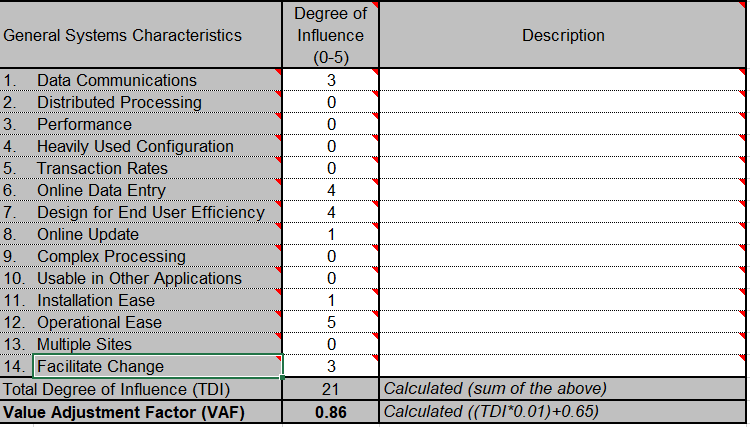 General Systems Characteristics Degree of Influence (0-5) Description
1. Data Communications 3
2. Distributed Processing 0
3. Performance 0
4. Heavily Used Configuration 0
5. Transaction Rates 0
6. Online Data Entry 4
7. Design for End User Efficiency 4
8. Online Update 1
9. Complex Processing 0
10. Usable in Other Applications 0
11. Installation Ease 1
12. Operational Ease 5
13. Multiple Sites 0
14. Facilitate Change 3
Total Degree of Influence (TDI) 21 Calculated (sum of the above)
Value Adjustment Factor (VAF) 0.86 Calculated ((TDI*0.01)+0.65)